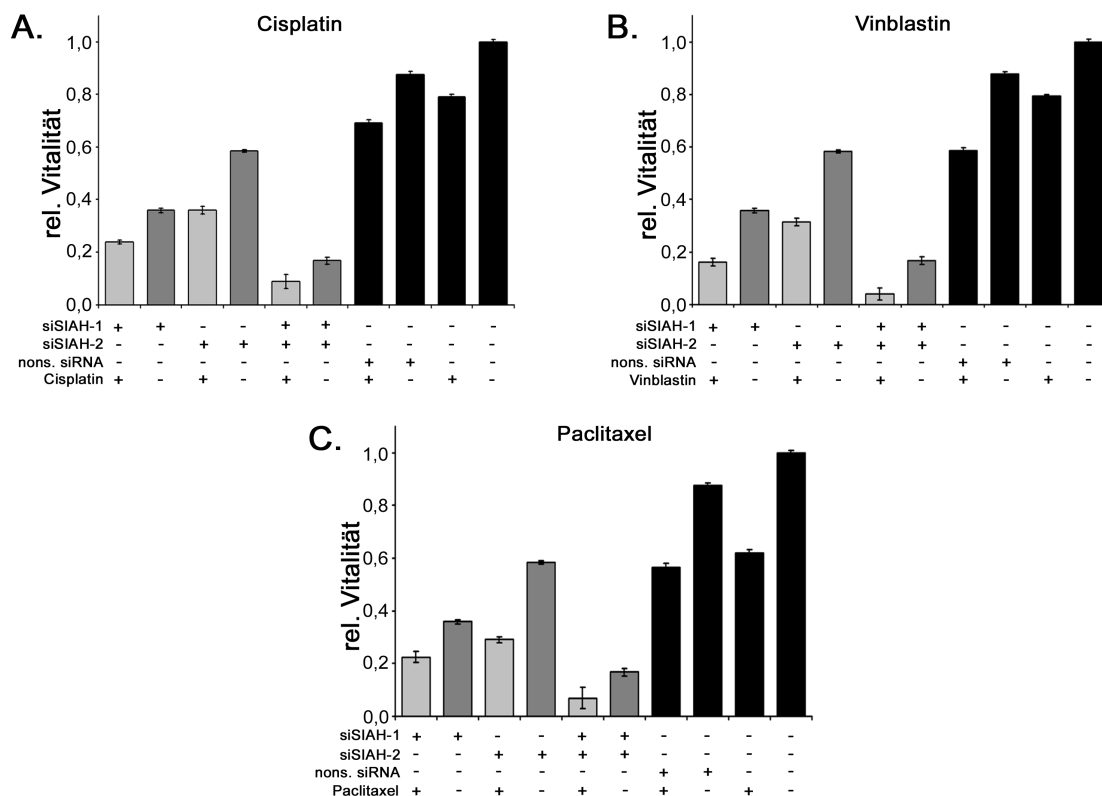 A.
Cisplatin
rel. Vitalität
1,0
0,8
0,6
0,4
0,2
0,0
siSIAH-1 + + - - + + - - - -
siSIAH-2 - - + + + + - - - -
nons. siRNA - - - - - - + + - -
Cisplatin + - + - + - + - + -
B.
Vinblastin
rel. Vitalität
1,0
0,8
0,6
0,4
0,2
0,0
siSIAH-1 + + - - + + - - - -
siSIAH-2 - - + + + + - - - -
nons. siRNA - - - - - - + + - -
Vinblastin + - + - + - + - + -
C.
Paclitaxel
rel. Vitalität
1,0
0,8
0,6
0,4
0,2
0,0
siSIAH-1 + + - - + + - - - -
siSIAH-2 - - + + + + - - - -
nons. siRNA - - - - - - + + - -
Paclitaxel + - + - + - + - + -